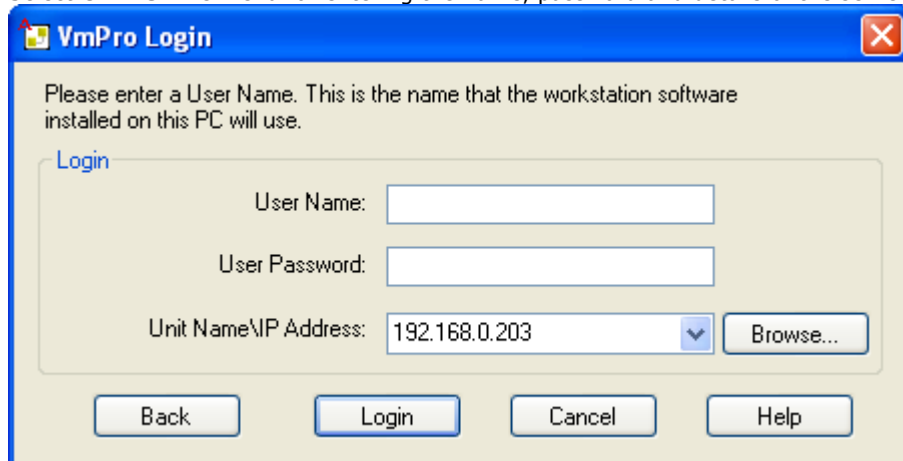 VmPro Login
Please enter a User Name. This is the name that the workstation software
installed on this PC will use.
Login
User Name:
User Password:
Unit Name\IP Address: 192.168.0.203 Browse...
Back Login Cancel Help